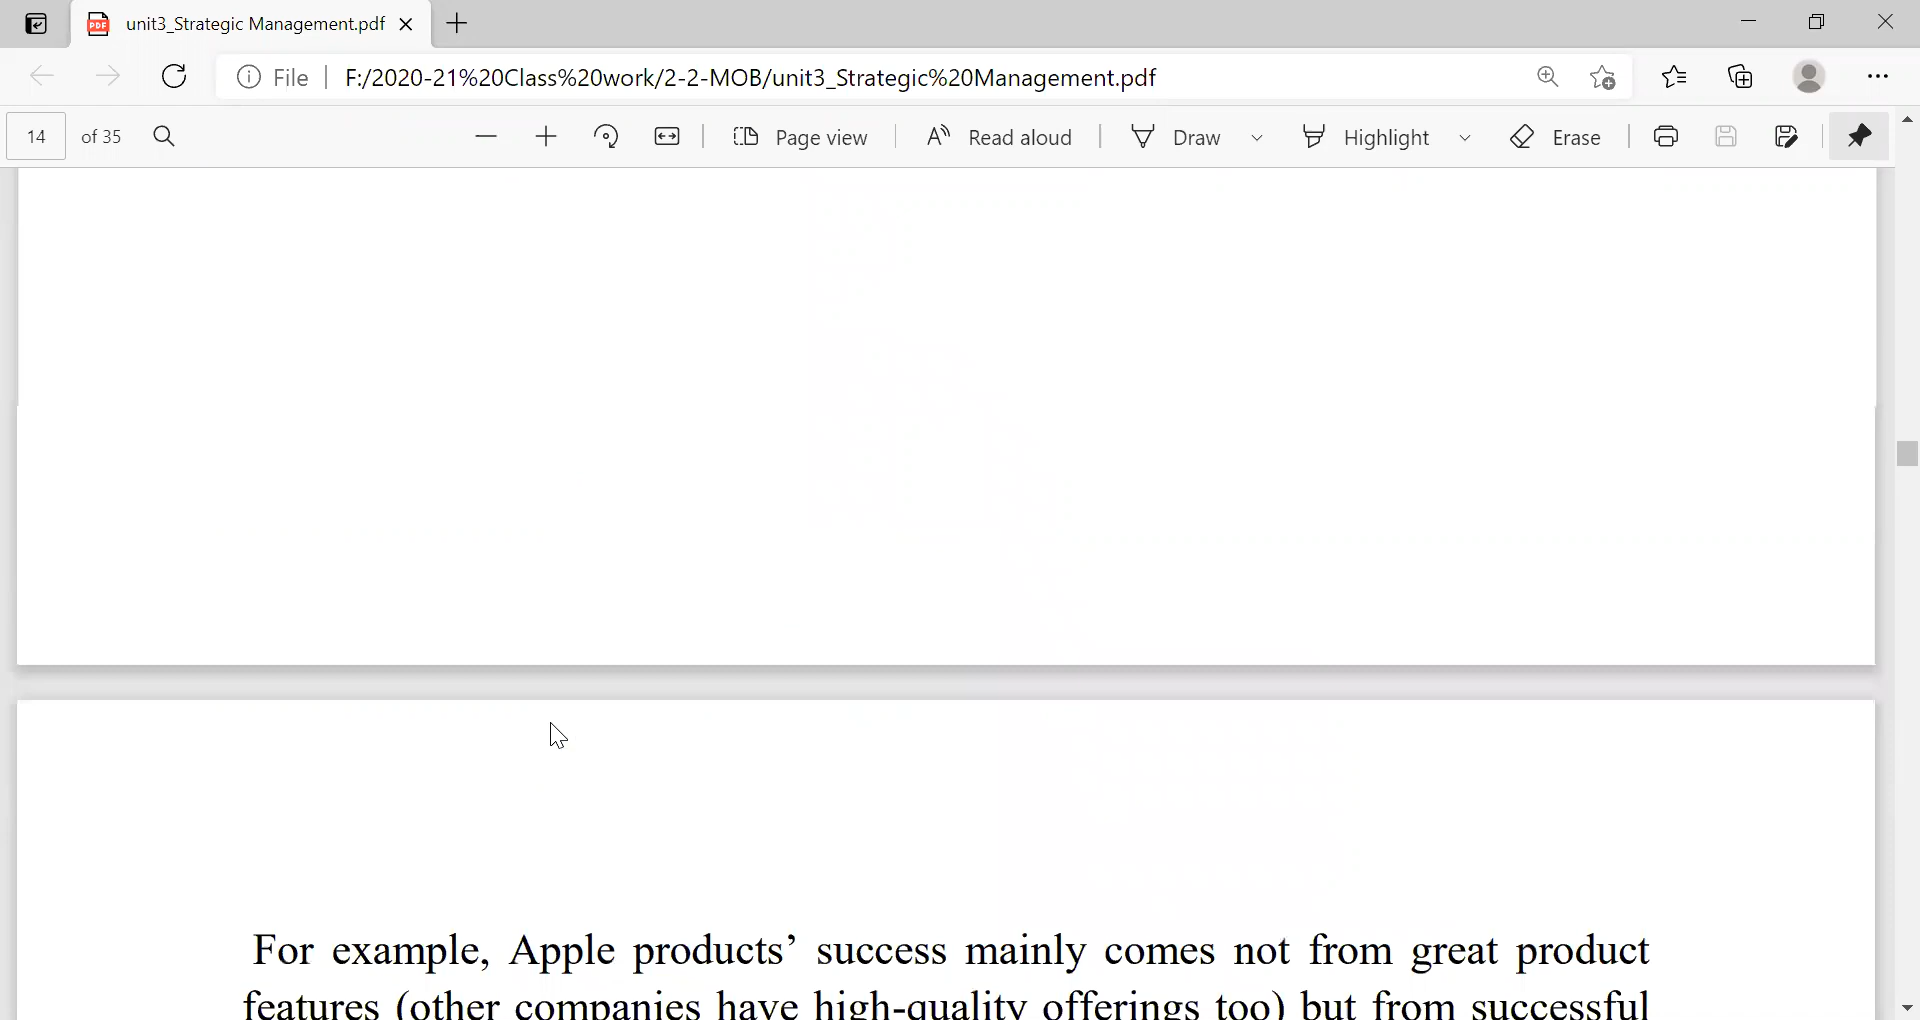 unit3_Strategic Management.pdf
File F:/2020-21%20Class%20work/2-2-MOB/unit3_Strategic%20Management.pdf
14 of 35 Page view Read aloud Draw Highlight Erase
For example, Apple products’ success mainly comes not from great product
features (other companies have high-quality offerings too) but from successful